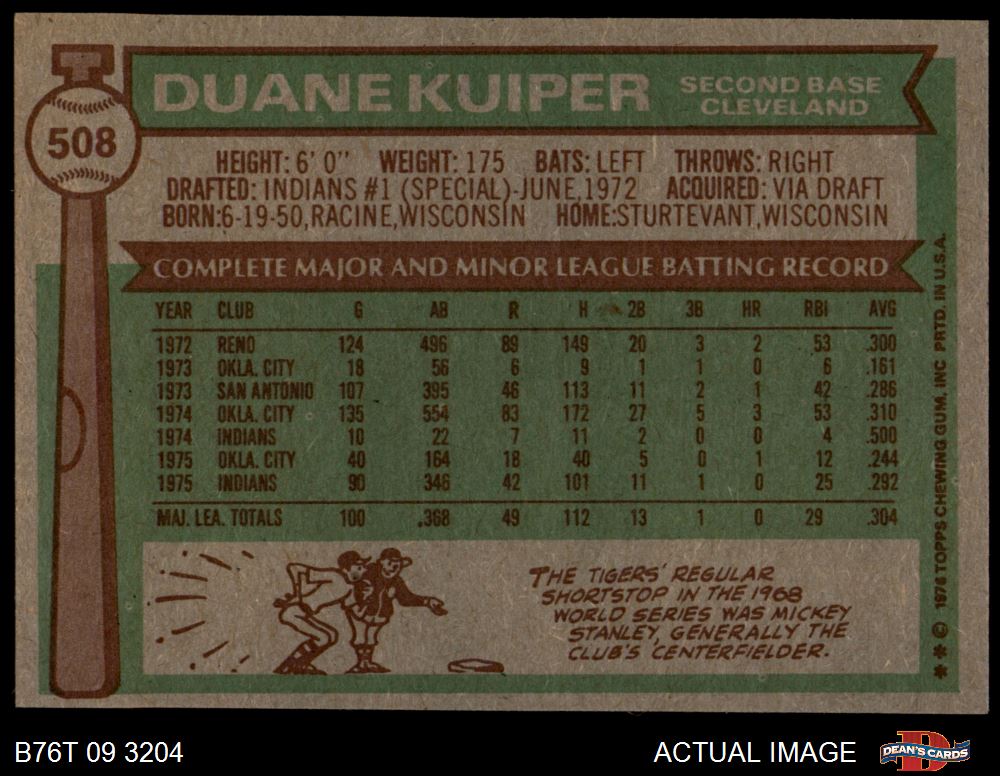 508
DUANE KUIPER SECOND BASE
CLEVELAND
HEIGHT: 6' 0" WEIGHT: 175 BATS: LEFT THROWS: RIGHT
DRAFTED: INDIANS #1 (SPECIAL)-JUNE,1972 ACQUIRED: VIA DRAFT
BORN:6-19-50,RACINE,WISCONSIN HOME:STURTEVANT,WISCONSIN
COMPLETE MAJOR AND MINOR LEAGUE BATTING RECORD
YEAR CLUB G AB R H 2B 3B HR RBI AVG
1972 RENO 124 496 89 149 20 3 2 53 .300
1973 OKLA. CITY 18 56 6 9 1 1 0 6 .161
1973 SAN ANTONIO 107 395 46 113 11 2 1 42 .286
1974 OKLA. CITY 135 554 83 172 27 5 3 53 .310
1974 INDIANS 10 22 7 11 2 0 0 4 .500
1975 OKLA. CITY 40 164 18 40 5 0 1 12 .244
1975 INDIANS 90 346 42 101 11 1 0 25 .292
MAJ. LEA. TOTALS 100 .368 49 112 13 1 0 29 .304
THE TIGERS' REGULAR
SHORTSTOP IN THE 1968
WORLD SERIES WAS MICKEY
STANLEY, GENERALLY THE
CLUB'S CENTERFIELDER.
** © 1976 TOPPS CHEWING GUM, INC PRTD. IN U.S.A.
B76T 09 3204 ACTUAL IMAGE DEAN'S CARDS